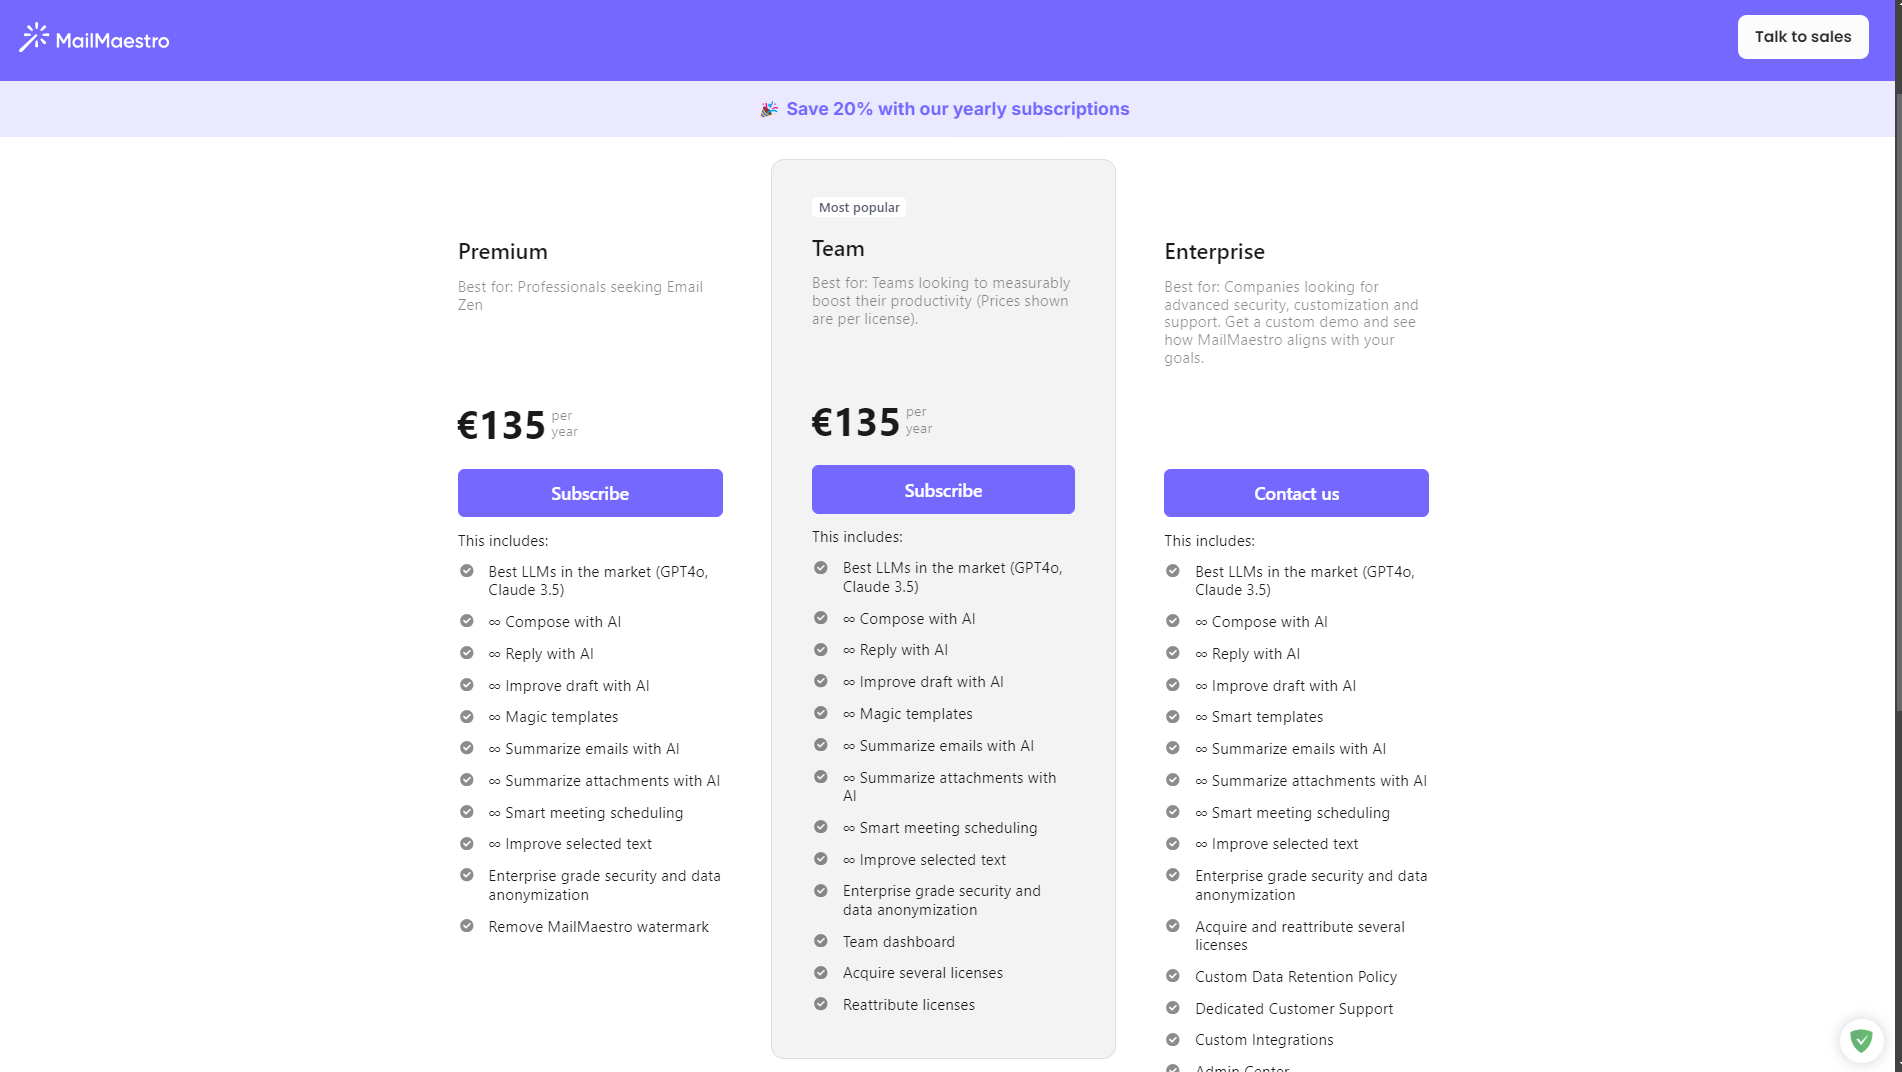 MailMaestro
Talk to sales
🎉 Save 20% with our yearly subscriptions
Premium
Best for: Professionals seeking Email
Zen
€135 per
year
Subscribe
This includes:
Best LLMs in the market (GPT4o,
Claude 3.5)
∞ Compose with AI
∞ Reply with AI
∞ Improve draft with AI
∞ Magic templates
∞ Summarize emails with AI
∞ Summarize attachments with AI
∞ Smart meeting scheduling
∞ Improve selected text
Enterprise grade security and data
anonymization
Remove MailMaestro watermark
Most popular
Team
Best for: Teams looking to measurably
boost their productivity (Prices shown
are per license).
€135 per
year
Subscribe
This includes:
Best LLMs in the market (GPT4o,
Claude 3.5)
∞ Compose with AI
∞ Reply with AI
∞ Improve draft with AI
∞ Magic templates
∞ Summarize emails with AI
∞ Summarize attachments with
AI
∞ Smart meeting scheduling
∞ Improve selected text
Enterprise grade security and
data anonymization
Team dashboard
Acquire several licenses
Reattribute licenses
Enterprise
Best for: Companies looking for
advanced security, customization and
support. Get a custom demo and see
how MailMaestro aligns with your
goals.
Contact us
This includes:
Best LLMs in the market (GPT4o,
Claude 3.5)
∞ Compose with AI
∞ Reply with AI
∞ Improve draft with AI
∞ Smart templates
∞ Summarize emails with AI
∞ Summarize attachments with AI
∞ Smart meeting scheduling
∞ Improve selected text
Enterprise grade security and data
anonymization
Acquire and reattribute several
licenses
Custom Data Retention Policy
Dedicated Customer Support
Custom Integrations
Admin Center